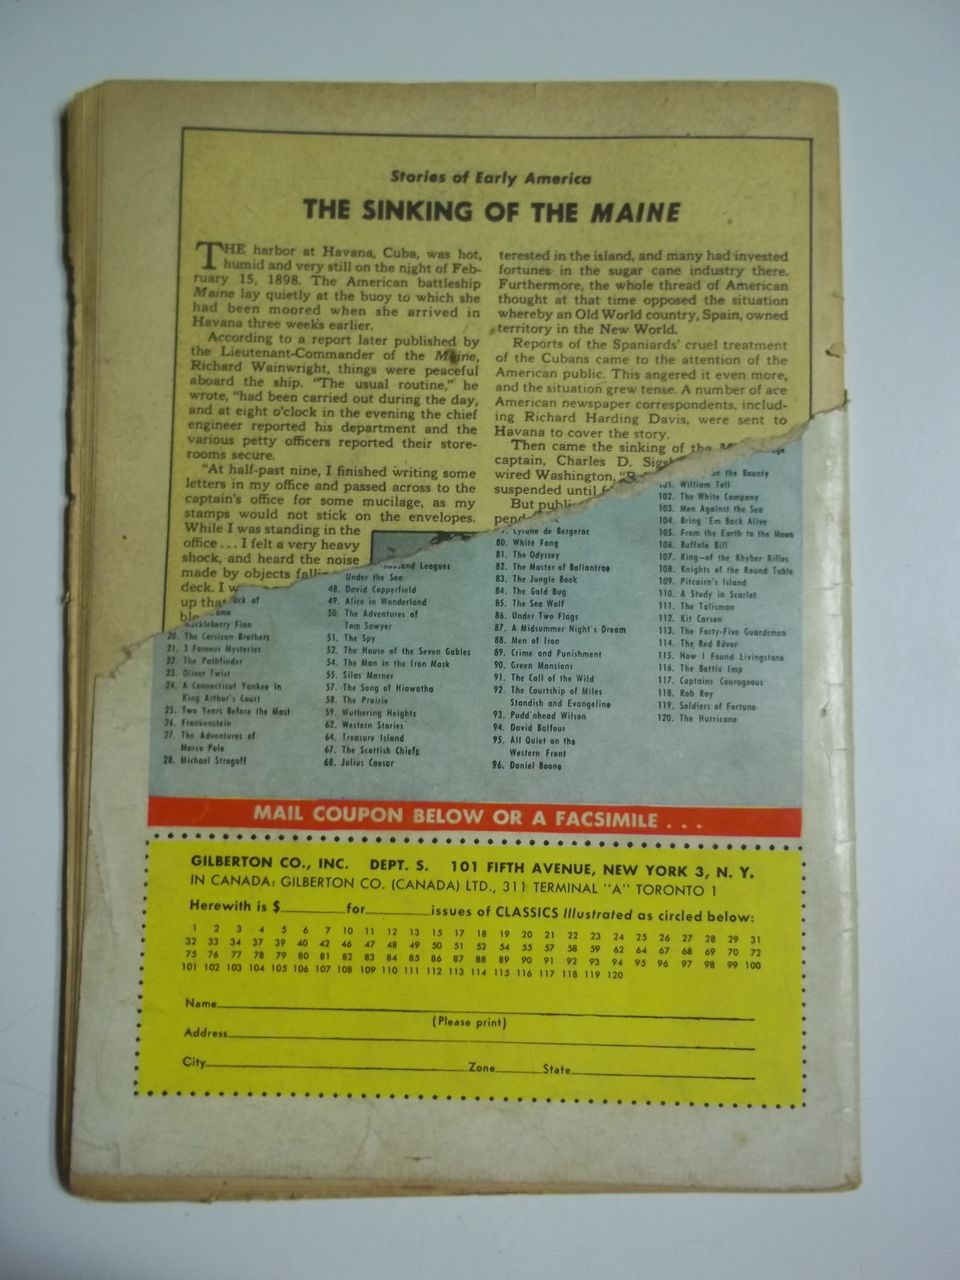 Stories of Early America
THE SINKING OF THE MAINE
THE harbor at Havana, Cuba, was hot,
humid and very still on the night of Feb-
ruary 15, 1898. The American battleship
Maine lay quietly at the buoy to which she
had been moored when she arrived in
Havana three weeks earlier.
According to a report later published by
the Lieutenant-Commander of the Maine,
Richard Wainwright, things were peaceful
aboard the ship. "The usual routine," he
wrote, "had been carried out during the day,
and at eight o'clock in the evening the chief
engineer reported his department and the
various petty officers reported their store-
rooms secure.
"At half-past nine, I finished writing some
letters in my office and passed across to the
captain's office for some mucilage, as my
stamps would not stick on the envelopes.
While I was standing in the
office ... I felt a very heavy
shock, and heard the noise
made by objects
deck. I
up
terested in the island, and many had invested
fortunes in the sugar cane industry there.
Furthermore, the whole thread of American
thought at that time opposed the situation
whereby an Old World country, Spain, owned
territory in the New World.
Reports of the Spaniards' cruel treatment
of the Cubans came to the attention of the
American public. This angered it even more,
and the situation grew tense. A number of ace
American newspaper correspondents, includ-
ing Richard Harding Davis, were sent to
Havana to cover the story.
Then came the sinking of the
captain, Charles D.
wired Washington,
suspended until
But
pend
of
Huckleberry Finn
20. The Corsican Brothers
21. 3 Famous Mysteries
22. The Pathfinder
23. Oliver Twist
24. A Connecticut Yankee in
King Arthur's Court
25. Two Years Before the Mast
26. Frankenstein
27. The Adventures of
Marco Polo
28. Michael Strogoff
Leagues
Under the Sea
48. David Copperfield
49. Alice in Wonderland
50. The Adventures of
Tom Sawyer
51. The Spy
52. The House of the Seven Gables
54. The Man in the Iron Mask
55. Silas Marner
57. The Song of Hiawatha
58. The Prairie
59. Wuthering Heights
62. Western Stories
64. Treasure Island
67. The Scottish Chiefs
68. Julius Caesar
Cyrano de Bergerac
80. White Fang
81. The Odyssey
82. The Master of Ballantrae
83. The Jungle Book
84. The Gold Bug
85. The Sea Wolf
86. Under Two Flags
87. A Midsummer Night's Dream
88. Men of Iron
89. Crime and Punishment
90. Green Mansions
91. The Call of the Wild
92. The Courtship of Miles
Standish and Evangeline
93. Pudd'nhead Wilson
94. David Balfour
95. All Quiet on the
Western Front
96. Daniel Boone
on the Bounty
101. William Tell
102. The White Company
103. Men Against the Sea
104. Bring 'Em Back Alive
105. From the Earth to the Moon
106. Buffalo Bill
107. King—of the Khyber Rifles
108. Knights of the Round Table
109. Pitcairn's Island
110. A Study in Scarlet
111. The Talisman
112. Kit Carson
113. The Forty-Five Guardsmen
114. The Red Rover
115. How I Found Livingstone
116. The Bottle Imp
117. Captains Courageous
118. Rob Roy
119. Soldiers of Fortune
120. The Hurricane
MAIL COUPON BELOW OR A FACSIMILE . . .
GILBERTON CO., INC. DEPT. S. 101 FIFTH AVENUE, NEW YORK 3, N. Y.
IN CANADA: GILBERTON CO. (CANADA) LTD., 311 TERMINAL "A" TORONTO 1
Herewith is $ for issues of CLASSICS Illustrated as circled below:
1 2 3 4 5 6 7 10 11 12 13 15 17 18 19 20 21 22 23 24 25 26 27 28 29 31
32 33 34 37 39 40 42 46 47 48 49 50 51 52 54 55 57 58 59 62 64 67 68 69 70 72
75 76 77 78 79 80 81 82 83 84 85 86 87 88 89 90 91 92 93 94 95 96 97 98 99 100
101 102 103 104 105 106 107 108 109 110 111 112 113 114 115 116 117 118 119 120
Name
(Please print)
Address
City Zone State